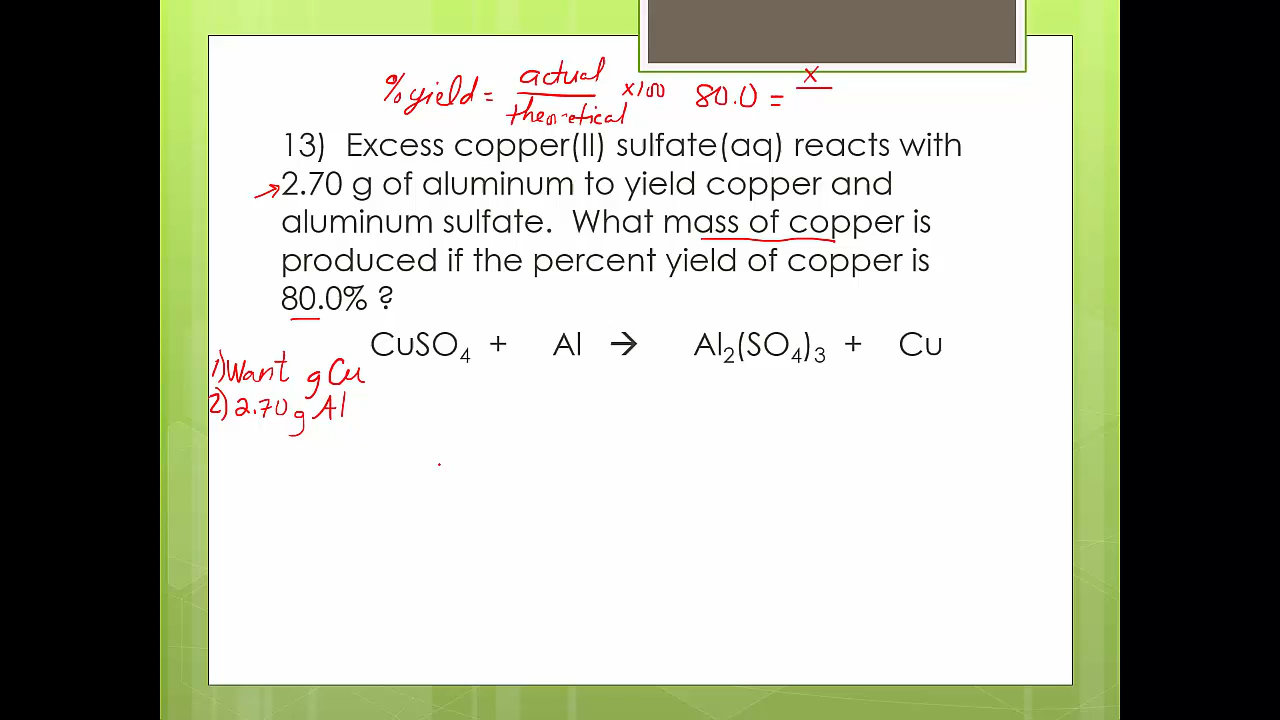 %yield = actual/theoretical x100 80.0 = x
13) Excess copper(II) sulfate(aq) reacts with
2.70 g of aluminum to yield copper and
aluminum sulfate. What mass of copper is
produced if the percent yield of copper is
80.0% ?
CuSO₄ + Al → Al₂(SO₄)₃ + Cu
1) Want g Cu
2) 2.70 g Al